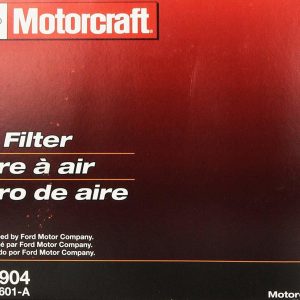 Motorcraft®
Filter
re à air
ro de aire
ed by Ford Motor Company.
é par Ford Motor Company.
do por Ford Motor Company.
904
601-A
Motor